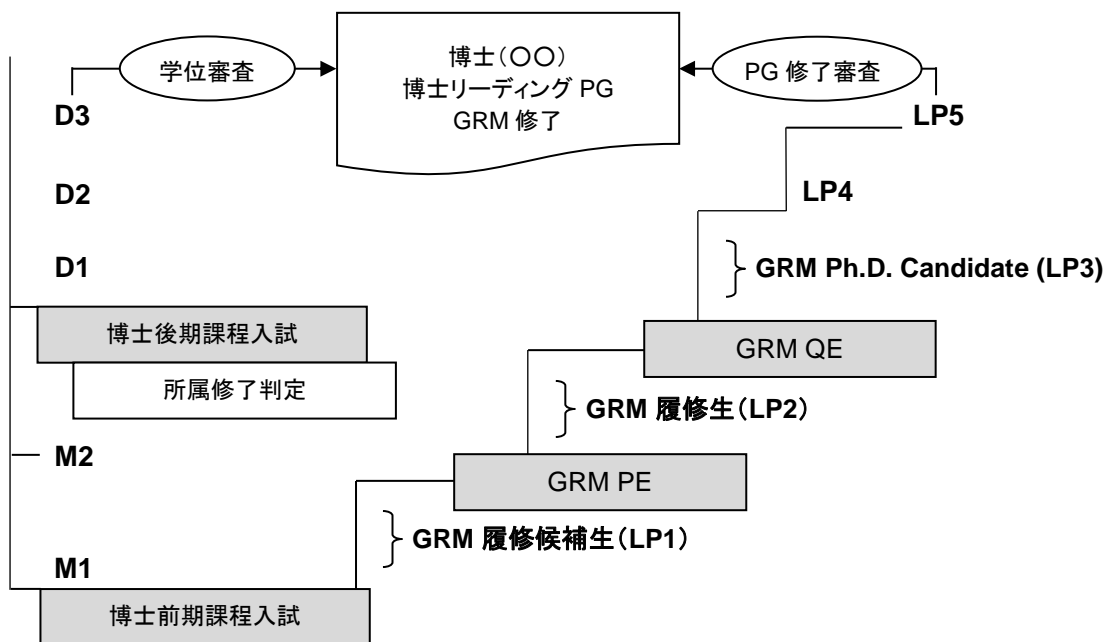 学位審査
博士(〇〇)
博士リーディング PG
GRM 修了
PG 修了審査
D3
LP5
D2
LP4
D1
GRM Ph.D. Candidate (LP3)
博士後期課程入試
GRM QE
所属修了判定
GRM 履修生(LP2)
M2
GRM PE
GRM 履修候補生(LP1)
M1
博士前期課程入試